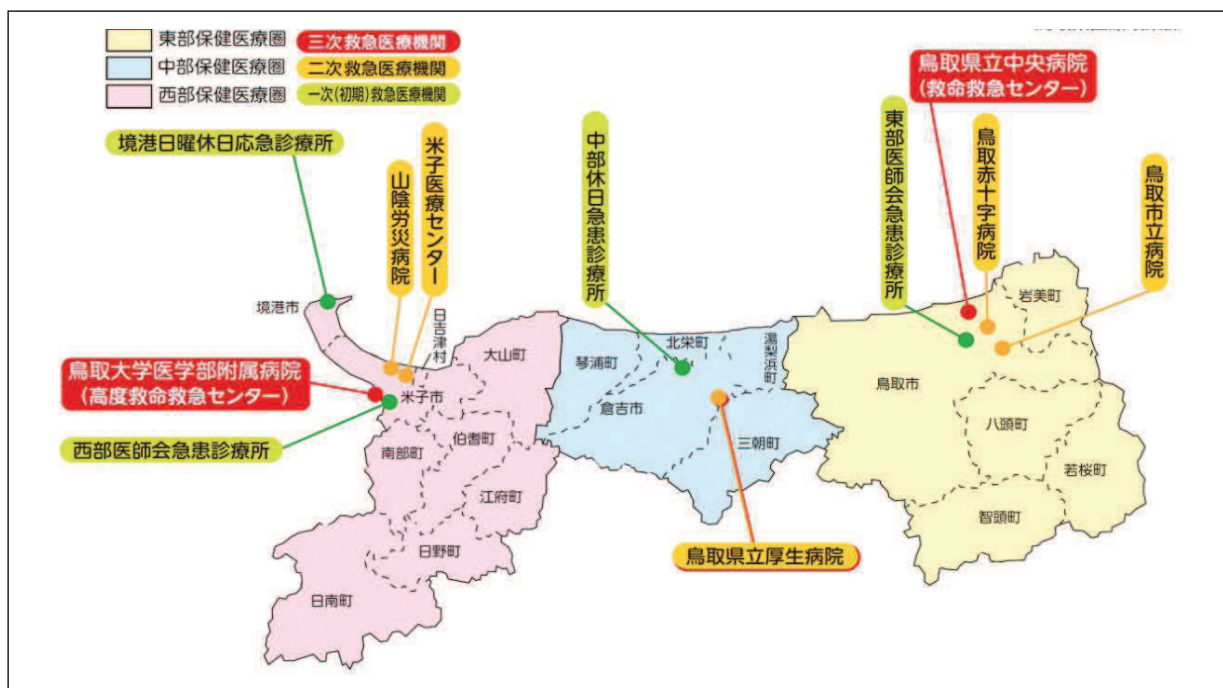 東部保健医療圏
三次救急医療機関
中部保健医療圏
二次救急医療機関
西部保健医療圏
一次(初期)救急医療機関
鳥取県立中央病院
(救命救急センター)
境港日曜休日応急診療所
山陰労災病院
米子医療センター
中部休日急患診療所
東部医師会急患診療所
鳥取赤十字病院
鳥取市立病院
境港市
日吉津村
大山町
琴浦町
北栄町
湯梨浜町
岩美町
鳥取大学医学部附属病院
(高度救命救急センター)
米子市
倉吉市
鳥取市
西部医師会急患診療所
南部町
伯耆町
三朝町
八頭町
江府町
若桜町
日野町
鳥取県立厚生病院
智頭町
日南町